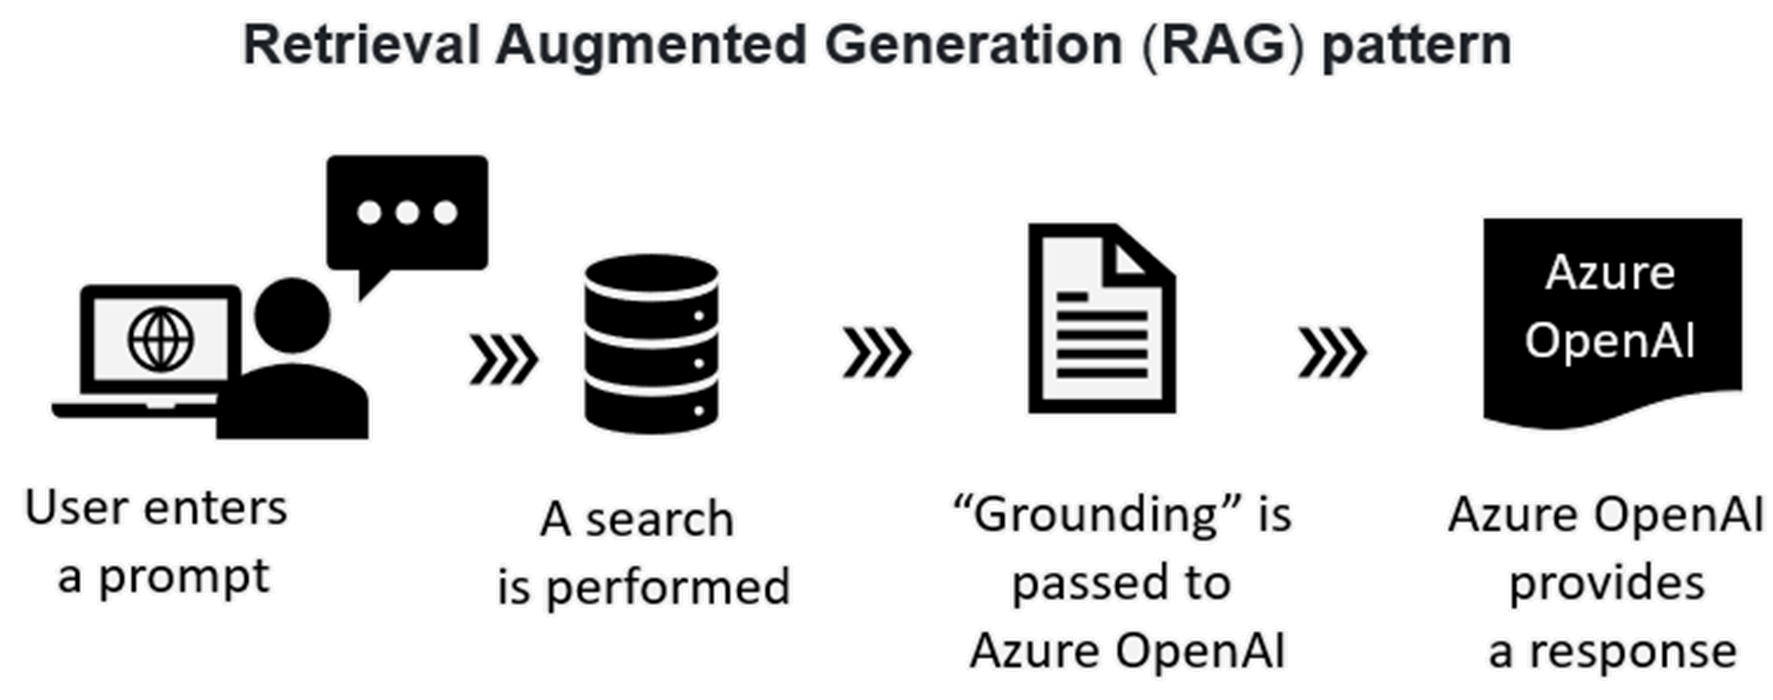 Retrieval Augmented Generation (RAG) pattern
Azure
OpenAI
User enters
a prompt
A search
is performed
“Grounding” is
passed to
Azure OpenAI
Azure OpenAI
provides
a response